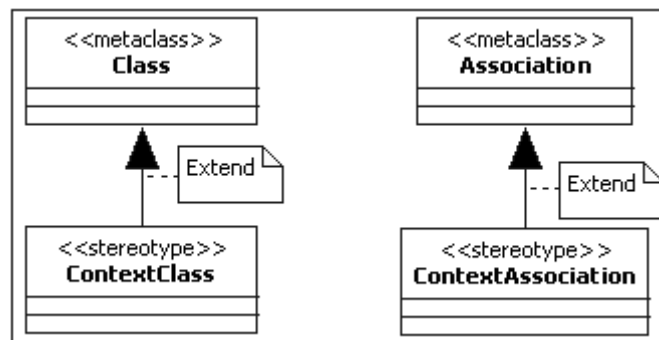 <<metaclass>>
Class
<<metaclass>>
Association
Extend
Extend
<<stereotype>>
ContextClass
<<stereotype>>
ContextAssociation